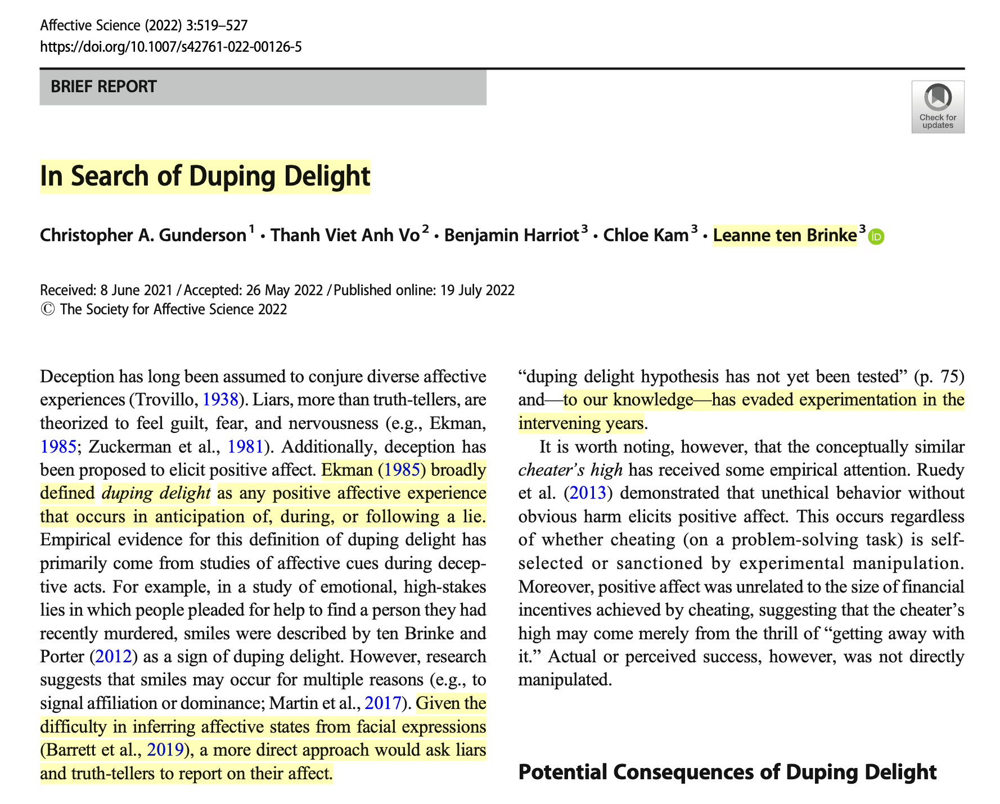 Affective Science (2022) 3:519–527
https://doi.org/10.1007/s42761-022-00126-5
BRIEF REPORT
Check for
updates
In Search of Duping Delight
Christopher A. Gunderson1 · Thanh Viet Anh Vo2 · Benjamin Harriot3 · Chloe Kam3 · Leanne ten Brinke3 iD
Received: 8 June 2021 / Accepted: 26 May 2022 / Published online: 19 July 2022
© The Society for Affective Science 2022
Deception has long been assumed to conjure diverse affective
experiences (Trovillo, 1938). Liars, more than truth-tellers, are
theorized to feel guilt, fear, and nervousness (e.g., Ekman,
1985; Zuckerman et al., 1981). Additionally, deception has
been proposed to elicit positive affect. Ekman (1985) broadly
defined duping delight as any positive affective experience
that occurs in anticipation of, during, or following a lie.
Empirical evidence for this definition of duping delight has
primarily come from studies of affective cues during decep-
tive acts. For example, in a study of emotional, high-stakes
lies in which people pleaded for help to find a person they had
recently murdered, smiles were described by ten Brinke and
Porter (2012) as a sign of duping delight. However, research
suggests that smiles may occur for multiple reasons (e.g., to
signal affiliation or dominance; Martin et al., 2017). Given the
difficulty in inferring affective states from facial expressions
(Barrett et al., 2019), a more direct approach would ask liars
and truth-tellers to report on their affect.
“duping delight hypothesis has not yet been tested” (p. 75)
and—to our knowledge—has evaded experimentation in the
intervening years.
It is worth noting, however, that the conceptually similar
cheater’s high has received some empirical attention. Ruedy
et al. (2013) demonstrated that unethical behavior without
obvious harm elicits positive affect. This occurs regardless
of whether cheating (on a problem-solving task) is self-
selected or sanctioned by experimental manipulation.
Moreover, positive affect was unrelated to the size of financial
incentives achieved by cheating, suggesting that the cheater’s
high may come merely from the thrill of “getting away with
it.” Actual or perceived success, however, was not directly
manipulated.
Potential Consequences of Duping Delight